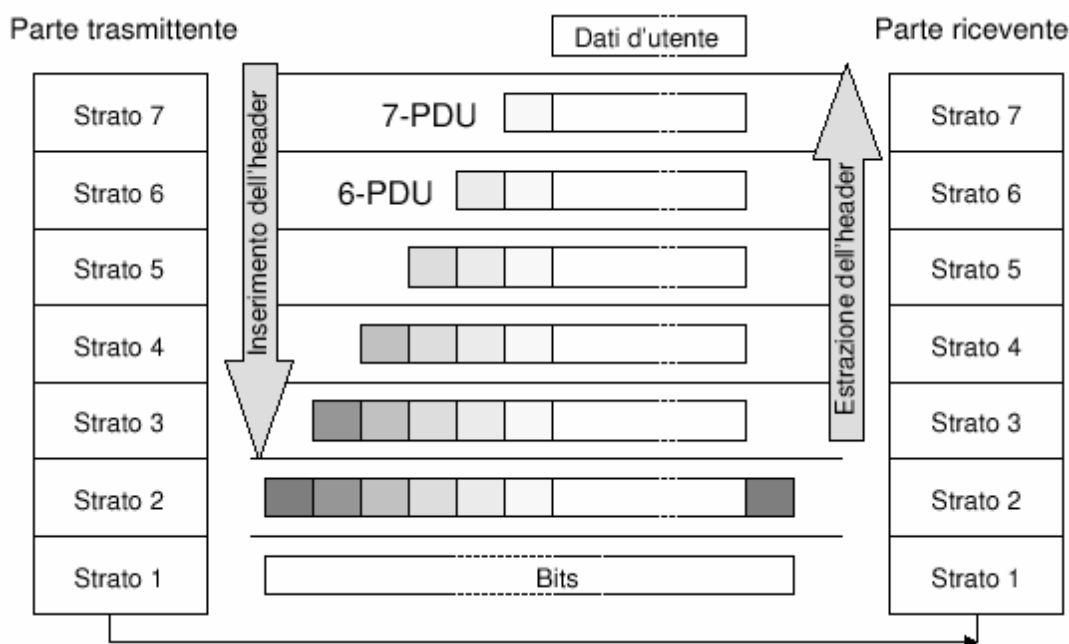 Parte trasmittente
Dati d'utente
Parte ricevente
Strato 7
7-PDU
Strato 7
Strato 6
6-PDU
Strato 6
Strato 5
Strato 5
Strato 4
Strato 4
Strato 3
Strato 3
Strato 2
Strato 2
Strato 1
Bits
Strato 1
Inserimento dell'header
Estrazione dell'header